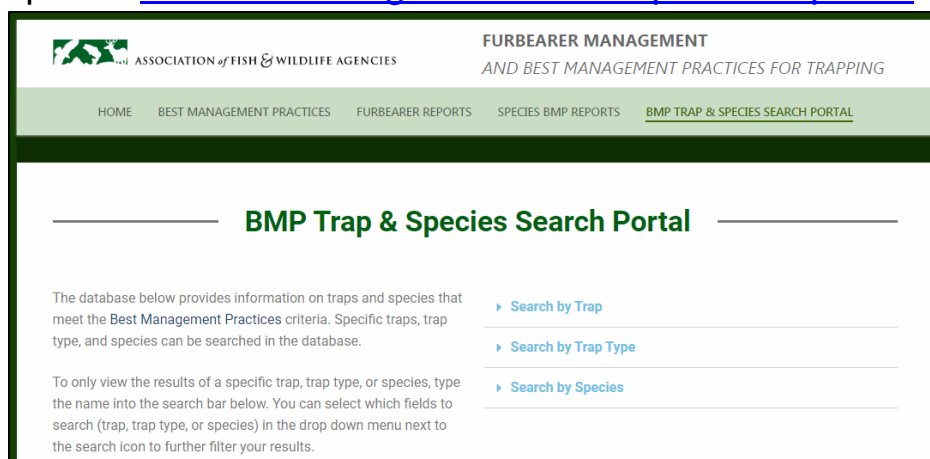 ASSOCIATION of FISH & WILDLIFE AGENCIES
FURBEARER MANAGEMENT
AND BEST MANAGEMENT PRACTICES FOR TRAPPING
HOME BEST MANAGEMENT PRACTICES FURBEARER REPORTS SPECIES BMP REPORTS BMP TRAP & SPECIES SEARCH PORTAL
BMP Trap & Species Search Portal
The database below provides information on traps and species that
meet the Best Management Practices criteria. Specific traps, trap
type, and species can be searched in the database.
To only view the results of a specific trap, trap type, or species, type
the name into the search bar below. You can select which fields to
search (trap, trap type, or species) in the drop down menu next to
the search icon to further filter your results.
Search by Trap
Search by Trap Type
Search by Species